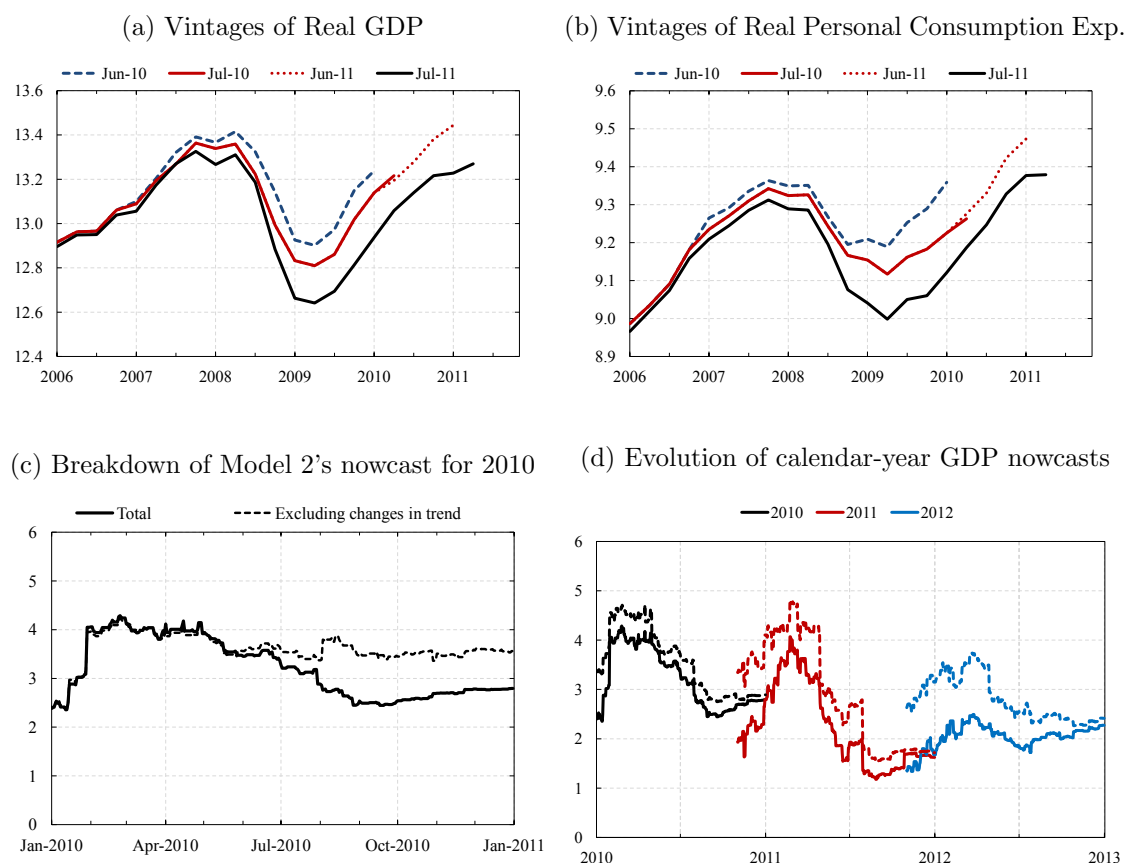 (a) Vintages of Real GDP
Jun-10 Jul-10 Jun-11 Jul-11
13.6
13.4
13.2
13.0
12.8
12.6
12.4
2006 2007 2008 2009 2010 2011
(b) Vintages of Real Personal Consumption Exp.
Jun-10 Jul-10 Jun-11 Jul-11
9.6
9.5
9.4
9.3
9.2
9.1
9.0
8.9
2006 2007 2008 2009 2010 2011
(c) Breakdown of Model 2's nowcast for 2010
Total Excluding changes in trend
6
5
4
3
2
1
0
Jan-2010 Apr-2010 Jul-2010 Oct-2010 Jan-2011
(d) Evolution of calendar-year GDP nowcasts
2010 2011 2012
6
5
4
3
2
1
0
2010 2011 2012 2013